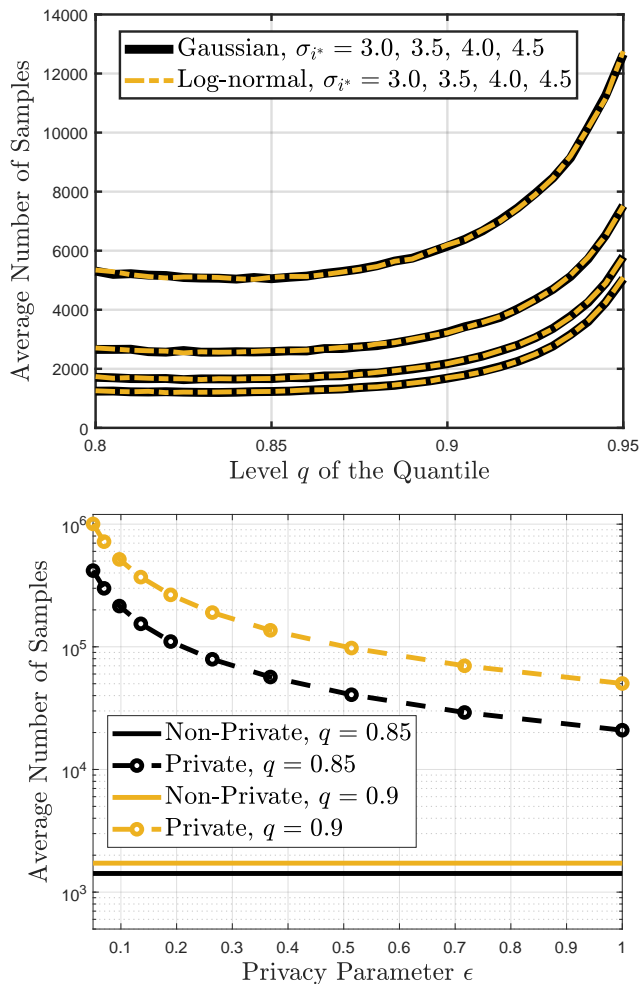 14000
12000
10000
8000
6000
4000
2000
0
0.8
0.85
0.9
0.95
Average Number of Samples
Level q of the Quantile
Gaussian, σ_{i*} = 3.0, 3.5, 4.0, 4.5
Log-normal, σ_{i*} = 3.0, 3.5, 4.0, 4.5
10^6
10^5
10^4
10^3
0.1
0.2
0.3
0.4
0.5
0.6
0.7
0.8
0.9
1
Average Number of Samples
Privacy Parameter ϵ
Non-Private, q = 0.85
Private, q = 0.85
Non-Private, q = 0.9
Private, q = 0.9